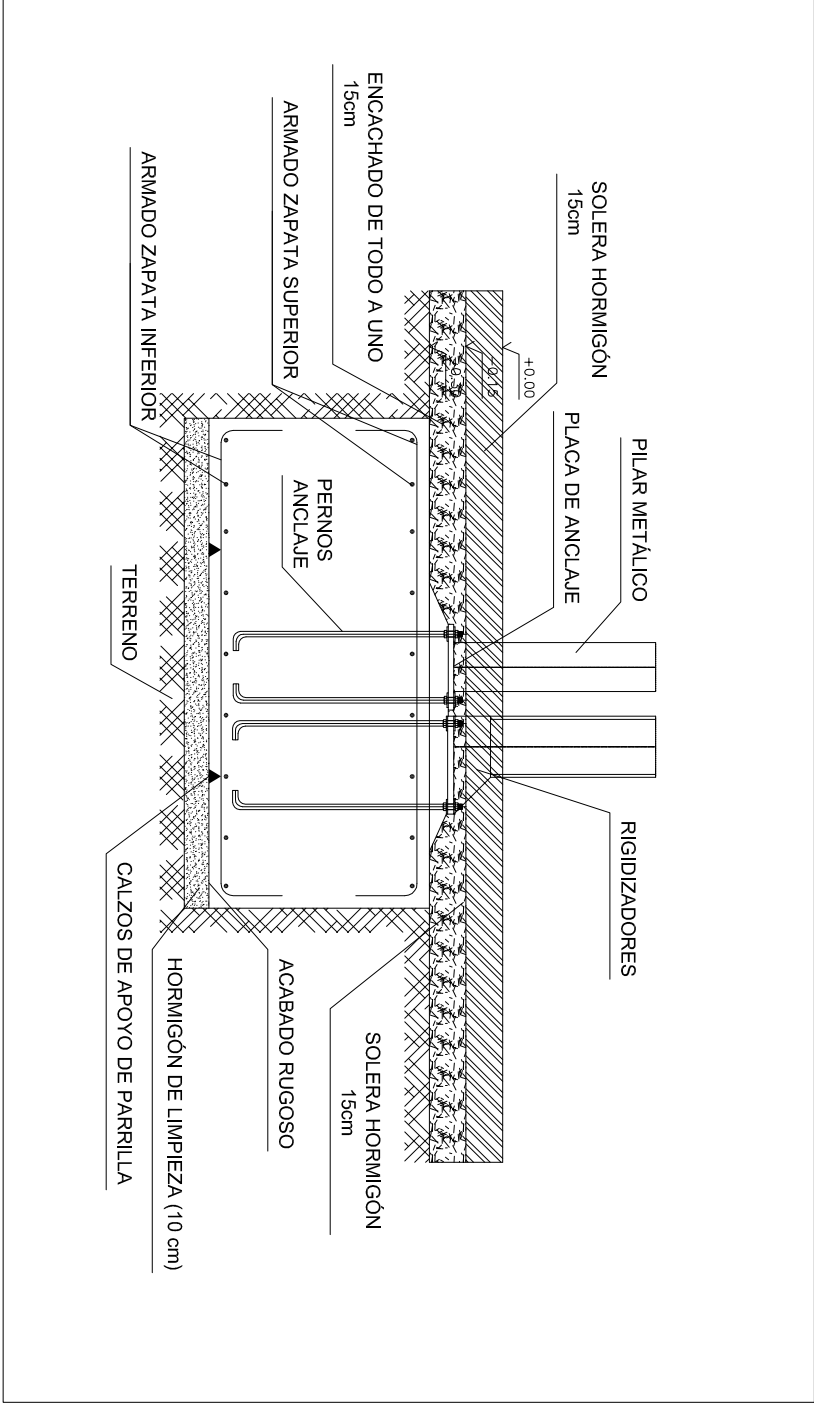 SOLERA HORMIGÓN
15cm
ENCACHADO DE TODO A UNO
15cm
ARMADO ZAPATA SUPERIOR
ARMADO ZAPATA INFERIOR
+0.00
-0.15
PILAR METÁLICO
PLACA DE ANCLAJE
PERNOS
ANCLAJE
TERRENO
RIGIDIZADORES
SOLERA HORMIGÓN
15cm
ACABADO RUGOSO
HORMIGÓN DE LIMPIEZA (10 cm)
CALZOS DE APOYO DE PARRILLA